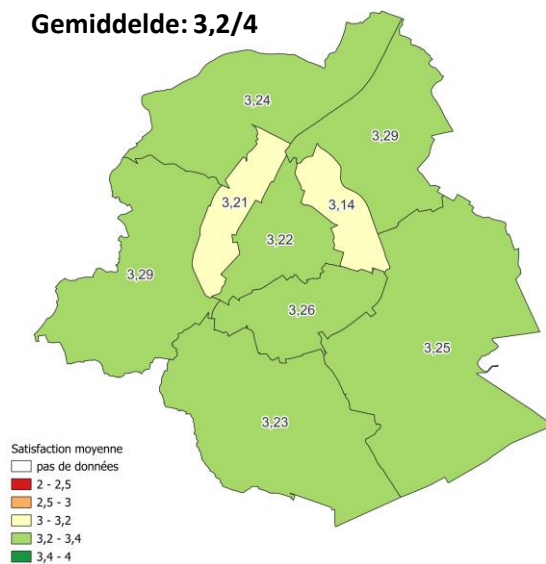 Gemiddelde: 3,2/4
3,24
3,29
3,21
3,14
3,22
3,29
3,26
3,25
3,23
Satisfaction moyenne
pas de données
2 - 2,5
2,5 - 3
3 - 3,2
3,2 - 3,4
3,4 - 4